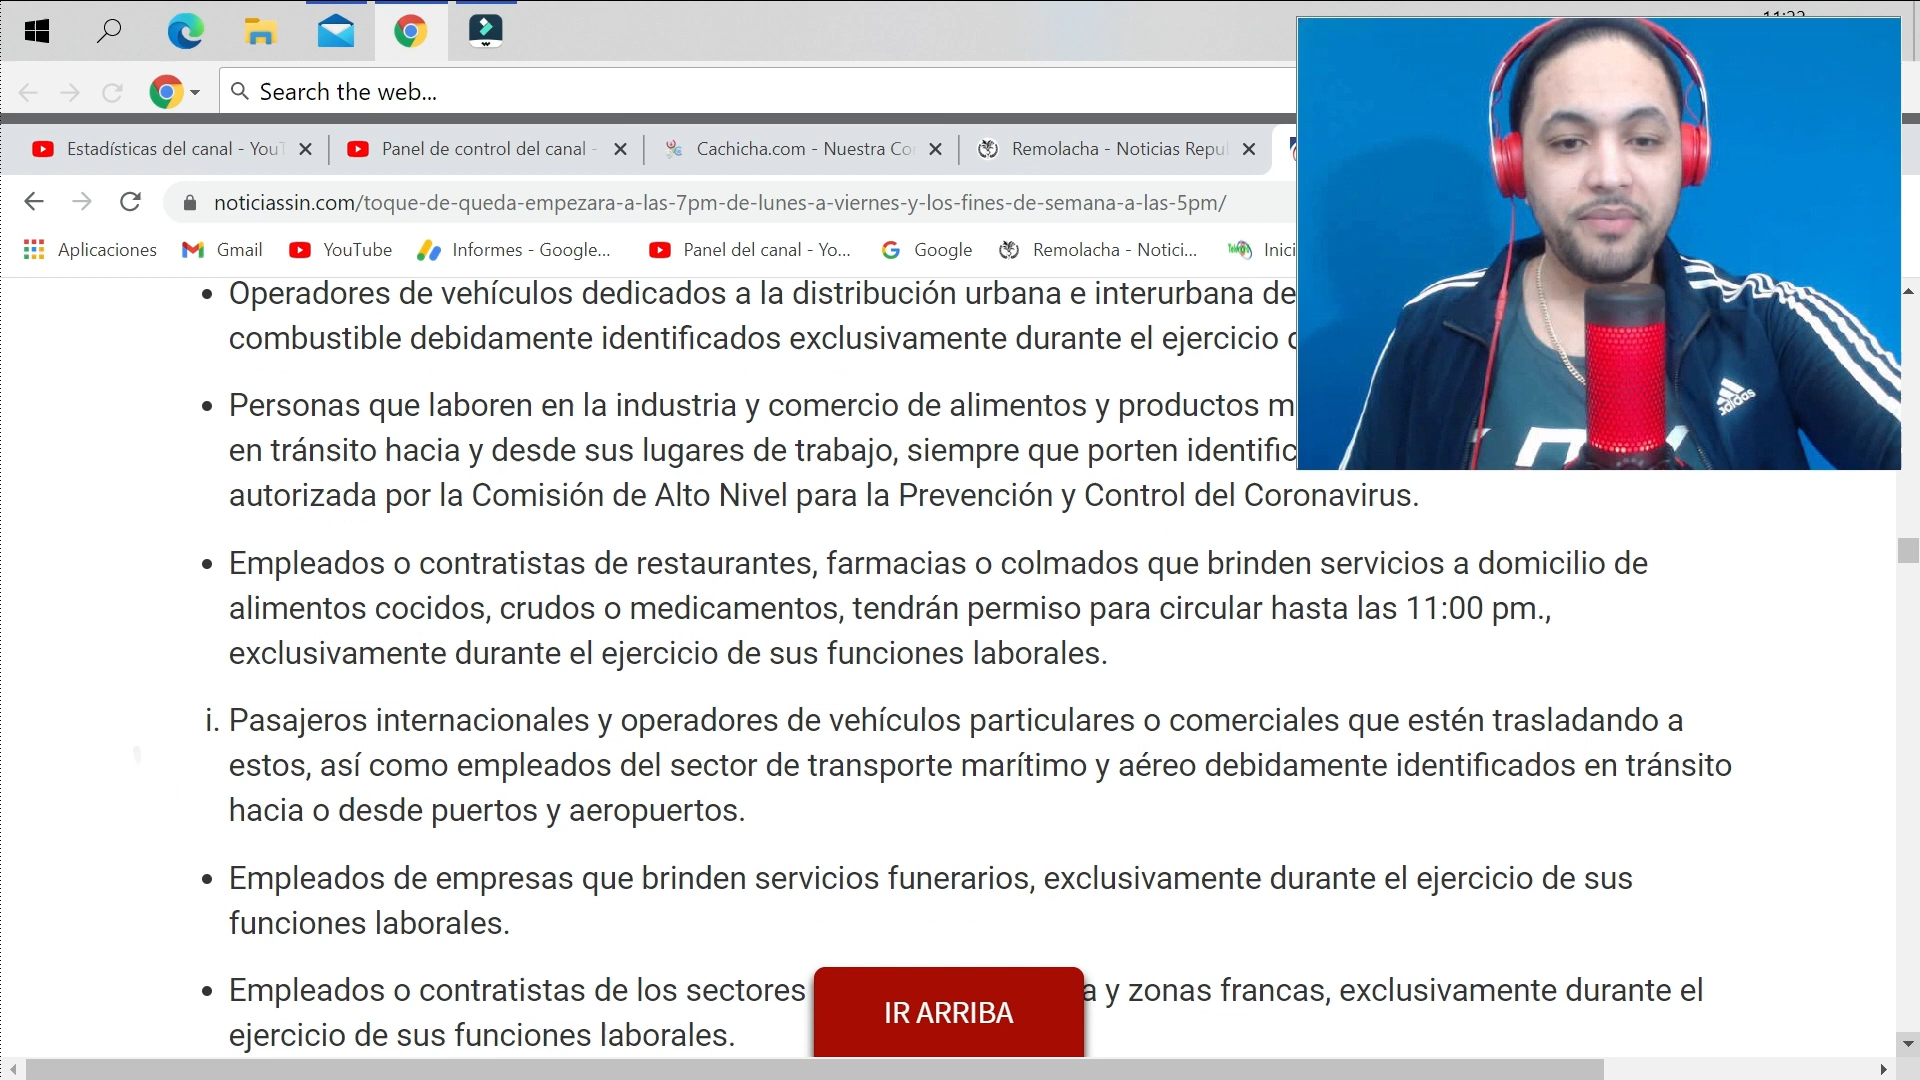 11:22
Search the web...
Estadísticas del canal - You
Panel de control del canal -
Cachicha.com - Nuestra Co
Remolacha - Noticias Repu
noticiassin.com/toque-de-queda-empezara-a-las-7pm-de-lunes-a-viernes-y-los-fines-de-semana-a-las-5pm/
Aplicaciones
Gmail
YouTube
Informes - Google...
Panel del canal - Yo...
Google
Remolacha - Notici...
Inici
• Operadores de vehículos dedicados a la distribución urbana e interurbana de
combustible debidamente identificados exclusivamente durante el ejercicio
• Personas que laboren en la industria y comercio de alimentos y productos m
en tránsito hacia y desde sus lugares de trabajo, siempre que porten identific
autorizada por la Comisión de Alto Nivel para la Prevención y Control del Coronavirus.
• Empleados o contratistas de restaurantes, farmacias o colmados que brinden servicios a domicilio de
alimentos cocidos, crudos o medicamentos, tendrán permiso para circular hasta las 11:00 pm.,
exclusivamente durante el ejercicio de sus funciones laborales.
i. Pasajeros internacionales y operadores de vehículos particulares o comerciales que estén trasladando a
estos, así como empleados del sector de transporte marítimo y aéreo debidamente identificados en tránsito
hacia o desde puertos y aeropuertos.
• Empleados de empresas que brinden servicios funerarios, exclusivamente durante el ejercicio de sus
funciones laborales.
• Empleados o contratistas de los sectores a y zonas francas, exclusivamente durante el
ejercicio de sus funciones laborales.
IR ARRIBA
adidas